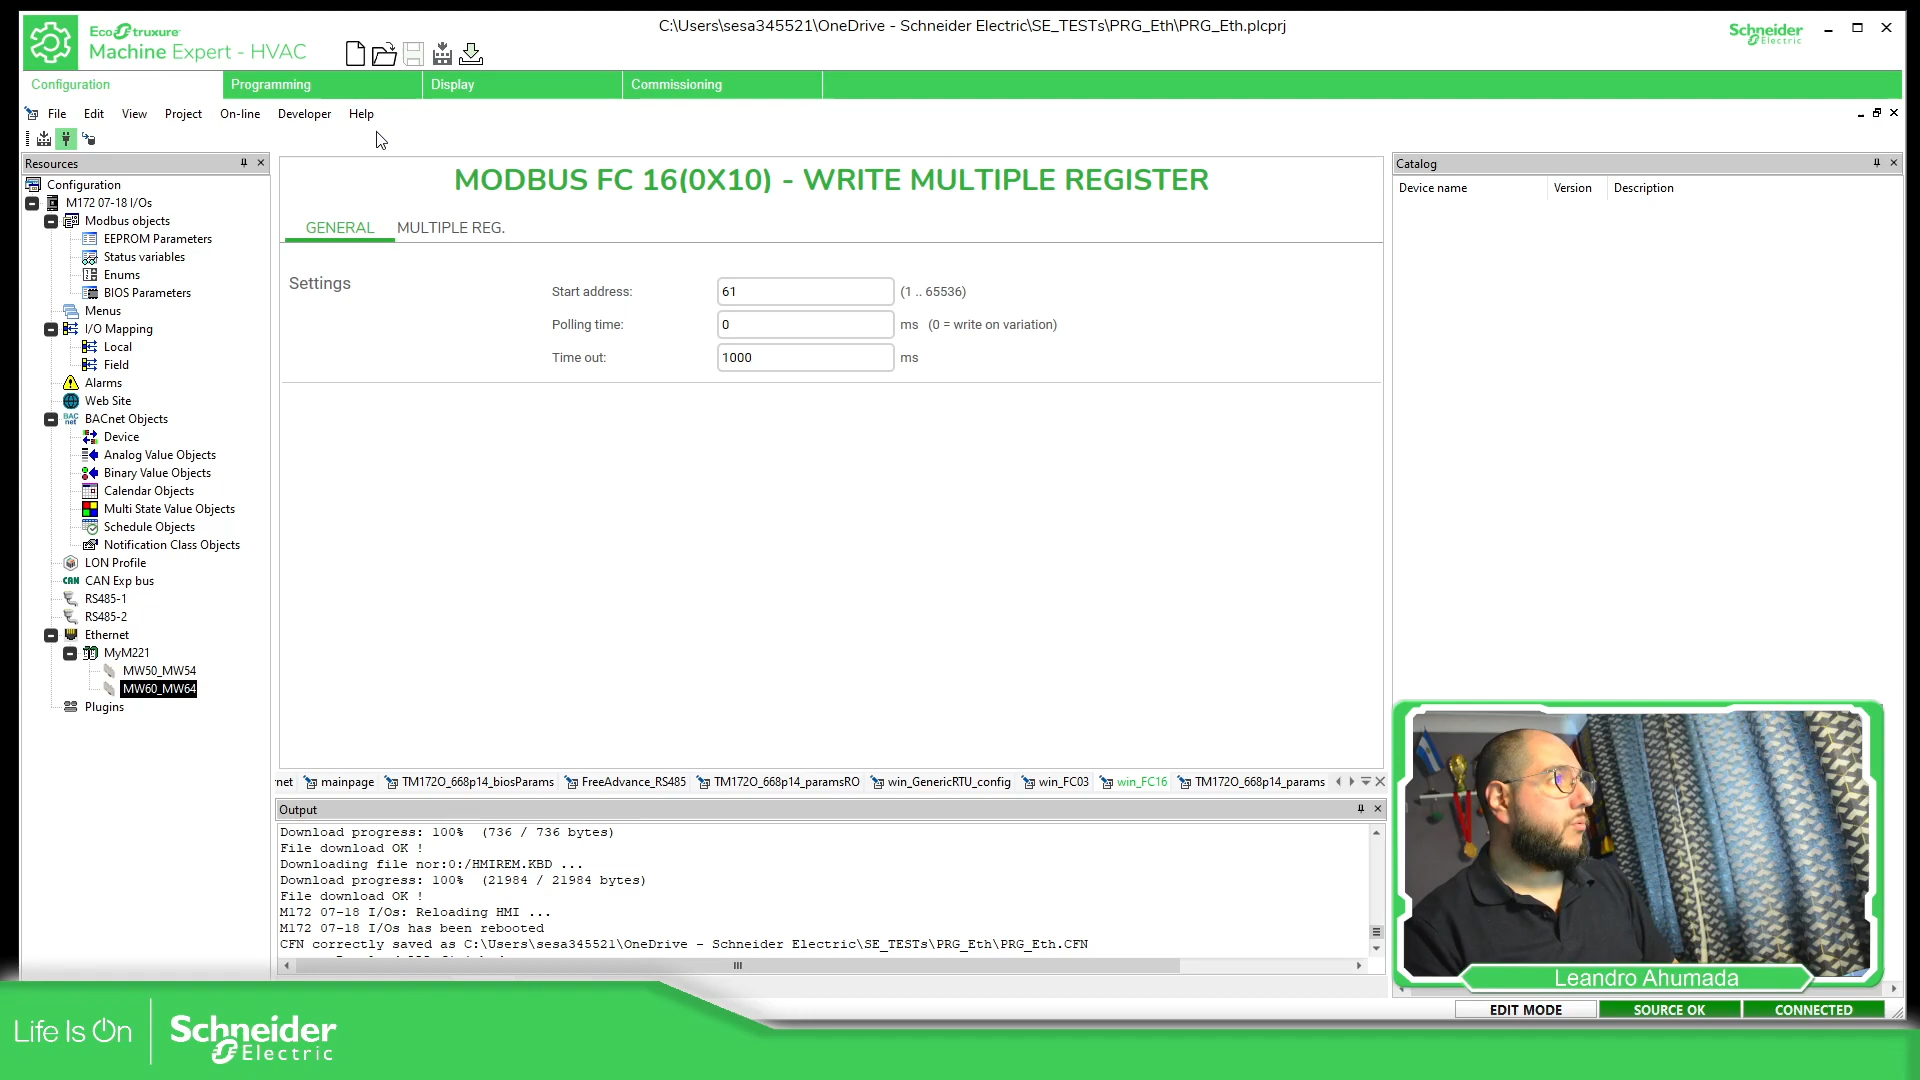 C:\Users\sesa345521\OneDrive - Schneider Electric\SE_TESTs\PRG_Eth\PRG_Eth.plcprj
EcoStruxure
Machine Expert - HVAC
Schneider
Electric
Configuration
Programming
Display
Commissioning
File
Edit
View
Project
On-line
Developer
Help
Resources
Configuration
M172 07-18 I/Os
Modbus objects
EEPROM Parameters
Status variables
Enums
BIOS Parameters
Menus
I/O Mapping
Local
Field
Alarms
Web Site
BAC
net
BACnet Objects
Device
Analog Value Objects
Binary Value Objects
Calendar Objects
Multi State Value Objects
Schedule Objects
Notification Class Objects
LON Profile
CAN
CAN Exp bus
RS485-1
RS485-2
Ethernet
MyM221
MW50_MW54
MW60_MW64
Plugins
MODBUS FC 16(0X10) - WRITE MULTIPLE REGISTER
GENERAL
MULTIPLE REG.
Settings
Start address:
61
(1 .. 65536)
Polling time:
0
ms
(0 = write on variation)
Time out:
1000
ms
net
mainpage
TM172O_668p14_biosParams
FreeAdvance_RS485
TM172O_668p14_paramsRO
win_GenericRTU_config
win_FC03
win_FC16
TM172O_668p14_params
Output
Download progress: 100%  (736 / 736 bytes)
File download OK !
Downloading file nor:0:/HMIREM.KBD ...
Download progress: 100%  (21984 / 21984 bytes)
File download OK !
M172 07-18 I/Os: Reloading HMI ...
M172 07-18 I/Os has been rebooted
CFN correctly saved as C:\Users\sesa345521\OneDrive - Schneider Electric\SE_TESTs\PRG_Eth\PRG_Eth.CFN
Catalog
Device name
Version
Description
Leandro Ahumada
EDIT MODE
SOURCE OK
CONNECTED
Life Is On
Schneider
Electric